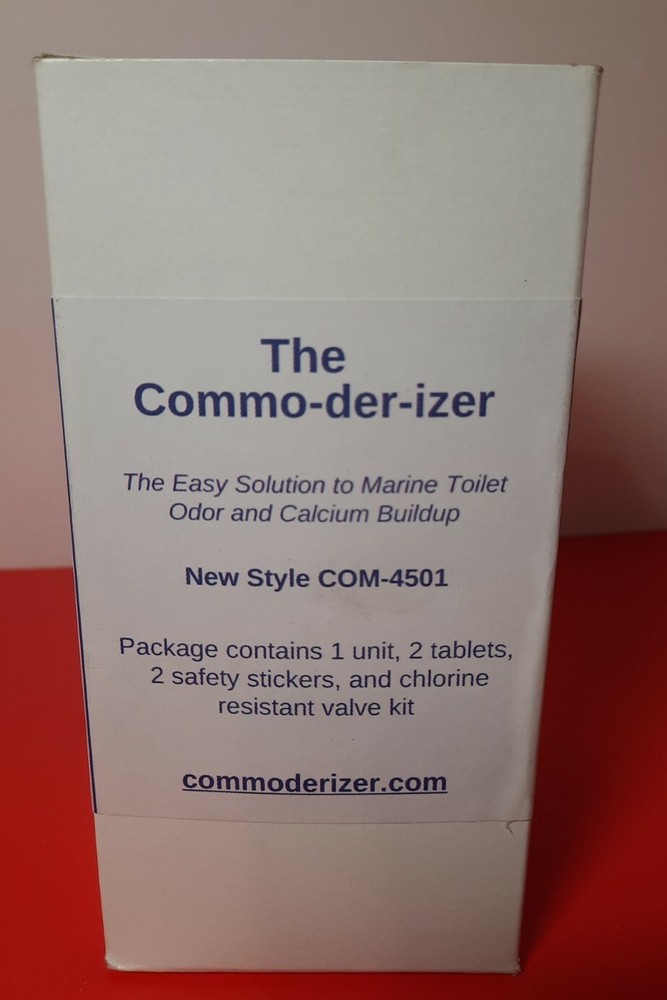 The
Commo-der-izer
The Easy Solution to Marine Toilet
Odor and Calcium Buildup
New Style COM-4501
Package contains 1 unit, 2 tablets,
2 safety stickers, and chlorine
resistant valve kit
commoderizer.com